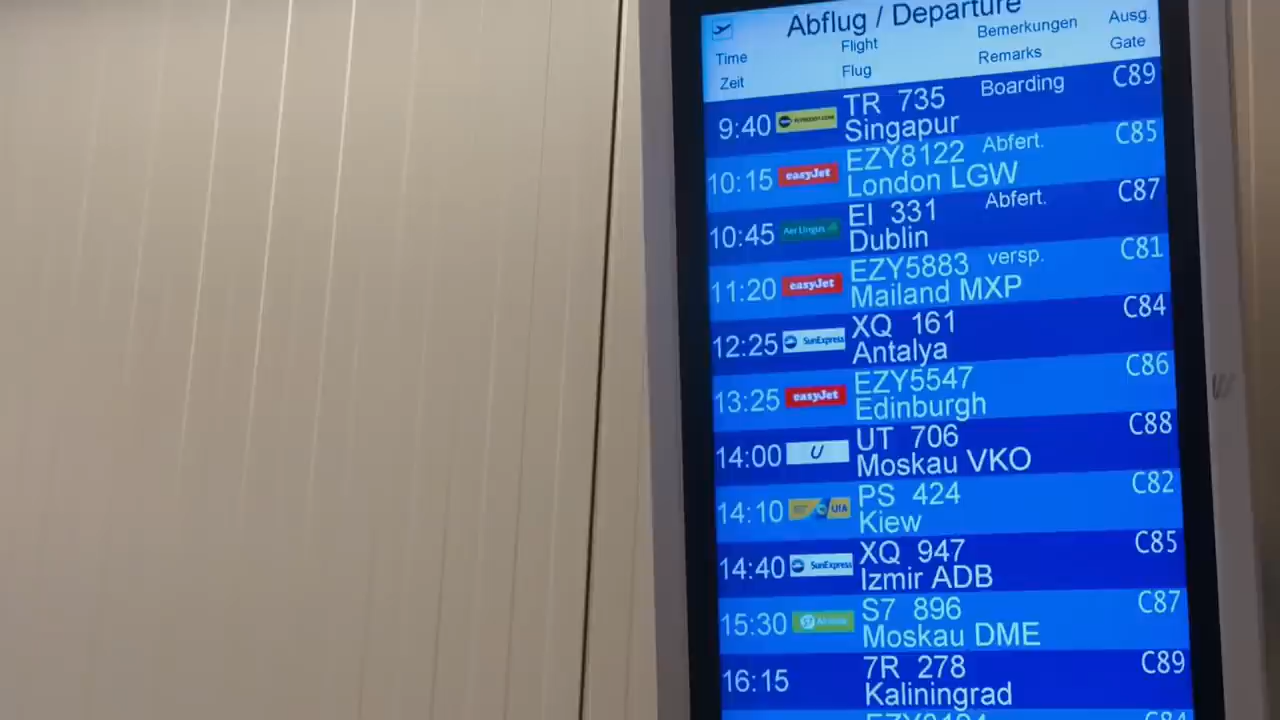 Abflug / Departure
Time Flight Bemerkungen Ausg.
Zeit Flug Remarks Gate
9:40 TR 735 Boarding C89
Singapur
10:15 easyJet EZY8122 Abfert. C85
London LGW
10:45 Aer Lingus EI 331 Abfert. C87
Dublin
11:20 easyJet EZY5883 versp. C81
Mailand MXP
12:25 SunExpress XQ 161 C84
Antalya
13:25 easyJet EZY5547 C86
Edinburgh
14:00 U UT 706 C88
Moskau VKO
14:10 UIA PS 424 C82
Kiew
14:40 SunExpress XQ 947 C85
Izmir ADB
15:30 S7 Airlines S7 896 C87
Moskau DME
16:15 7R 278 C89
Kaliningrad